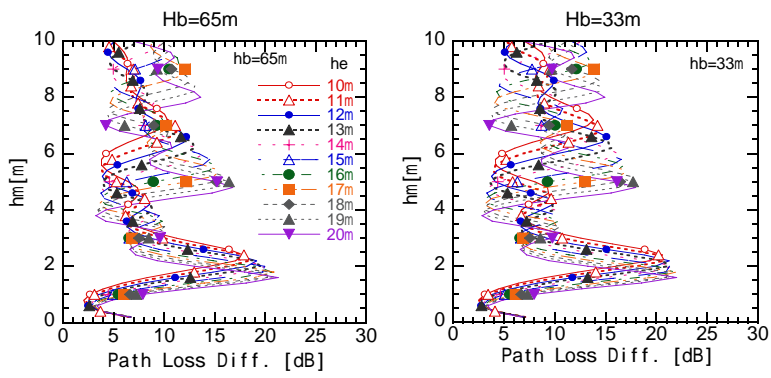 Hb=65m
10
8
6
4
2
0
hm[m]
0 5 10 15 20 25 30
Path Loss Diff. [dB]
hb=65m
he
10m
11m
12m
13m
14m
15m
16m
17m
18m
19m
20m
Hb=33m
10
8
6
4
2
0
hm[m]
0 5 10 15 20 25 30
Path Loss Diff. [dB]
hb=33m